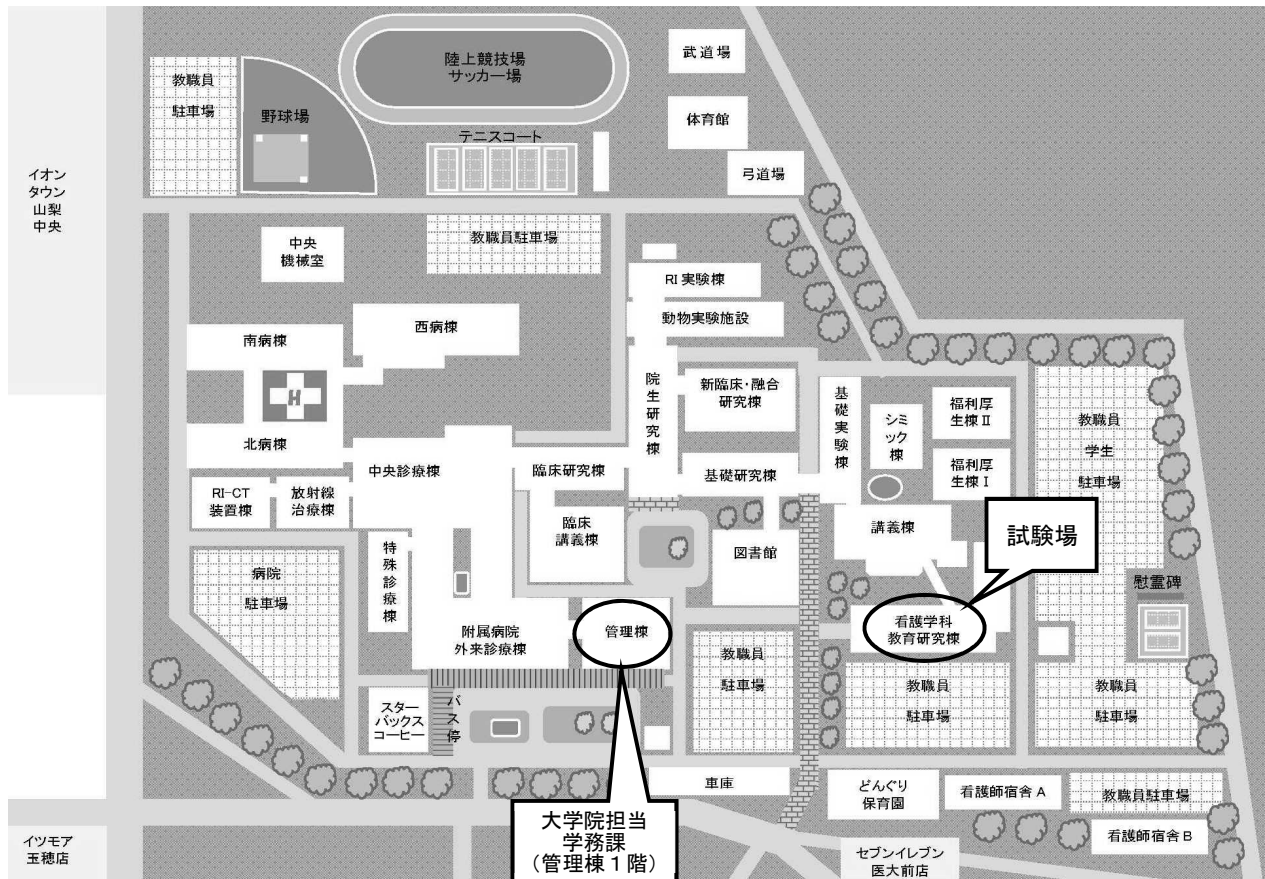 陸上競技場
サッカー場
武道場
教職員
駐車場
野球場
体育館
テニスコート
弓道場
イオン
タウン
山梨
中央
中央
機械室
教職員駐車場
RI 実験棟
動物実験施設
西病棟
南病棟
H
院生研究棟
新臨床・融合
研究棟
基礎実験棟
シミ
ック
棟
福利厚
生棟Ⅱ
教職員
学生
駐車場
北病棟
中央診療棟
臨床研究棟
基礎研究棟
福利厚
生棟Ⅰ
RI-CT
装置棟
放射線
治療棟
臨床
講義棟
講義棟
試験場
特殊診療棟
図書館
病院
駐車場
慰霊碑
附属病院
外来診療棟
管理棟
看護学科
教育研究棟
教職員
駐車場
教職員
駐車場
教職員
駐車場
スター
バックス
コーヒー
バス停
車庫
どんぐり
保育園
看護師宿舎 A
教職員駐車場
大学院担当
学務課
（管理棟１階）
看護師宿舎 B
イツモア
玉穂店
セブンイレブン
医大前店